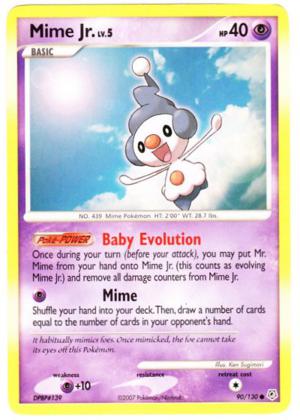 Mime Jr. LV.5 HP 40
BASIC
NO. 439 Mime Pokémon HT: 2'00" WT: 28.7 lbs.
Illus. Ken Sugimori
Poké-POWER Baby Evolution
Once during your turn (before your attack), you may put Mr.
Mime from your hand onto Mime Jr. (this counts as evolving
Mime Jr.) and remove all damage counters from Mime Jr.
Mime
Shuffle your hand into your deck. Then, draw a number of cards
equal to the number of cards in your opponent's hand.
It habitually mimics foes. Once mimicked, the foe cannot take
its eyes off this Pokémon.
weakness resistance retreat cost
+10
DPBP#139 ©2007 Pokémon 90/130